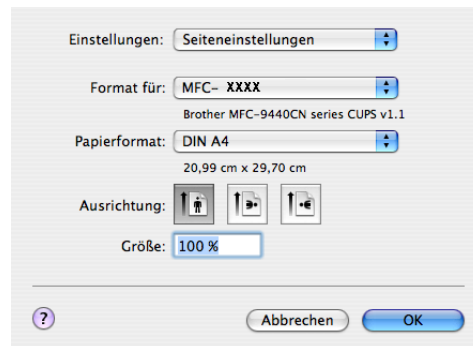 Einstellungen: Seiteneinstellungen
Format für: MFC- XXXX
Brother MFC-9440CN series CUPS v1.1
Papierformat: DIN A4
20,99 cm x 29,70 cm
Ausrichtung:
Größe: 100 %
? Abbrechen OK